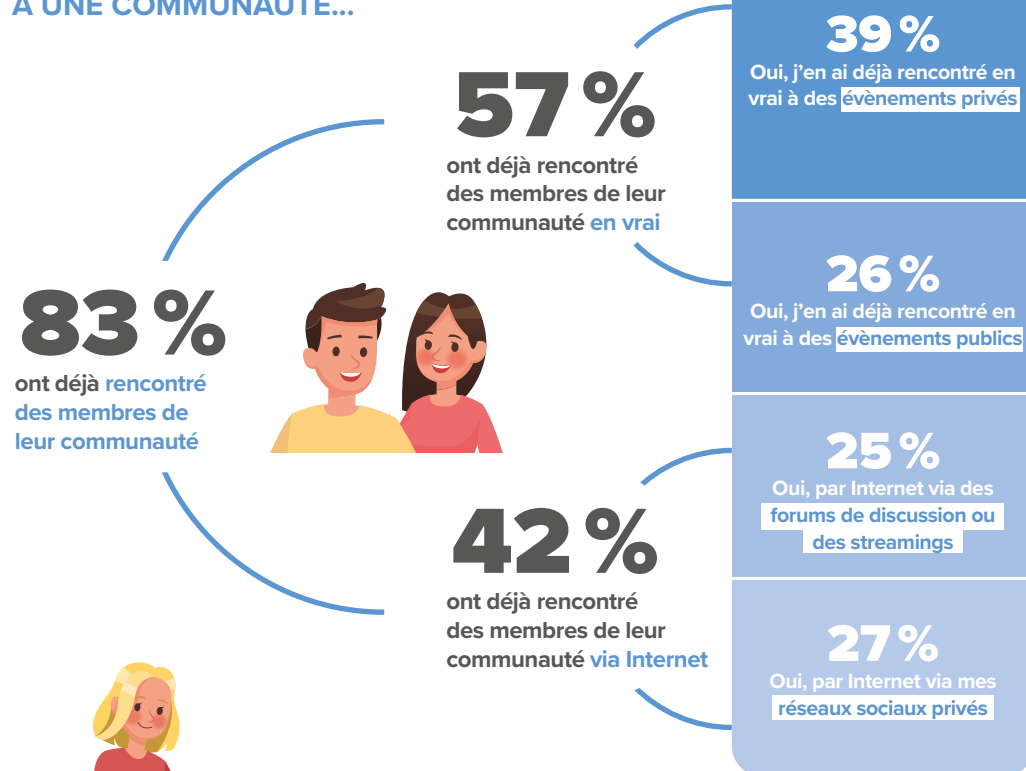 À UNE COMMUNAUTÉ...
83 %
ont déjà rencontré
des membres de
leur communauté
57 %
ont déjà rencontré
des membres de leur
communauté en vrai
39 %
Oui, j'en ai déjà rencontré en
vrai à des évènements privés
26 %
Oui, j'en ai déjà rencontré en
vrai à des évènements publics
42 %
ont déjà rencontré
des membres de leur
communauté via Internet
25 %
Oui, par Internet via des
forums de discussion ou
des streamings
27 %
Oui, par Internet via mes
réseaux sociaux privés